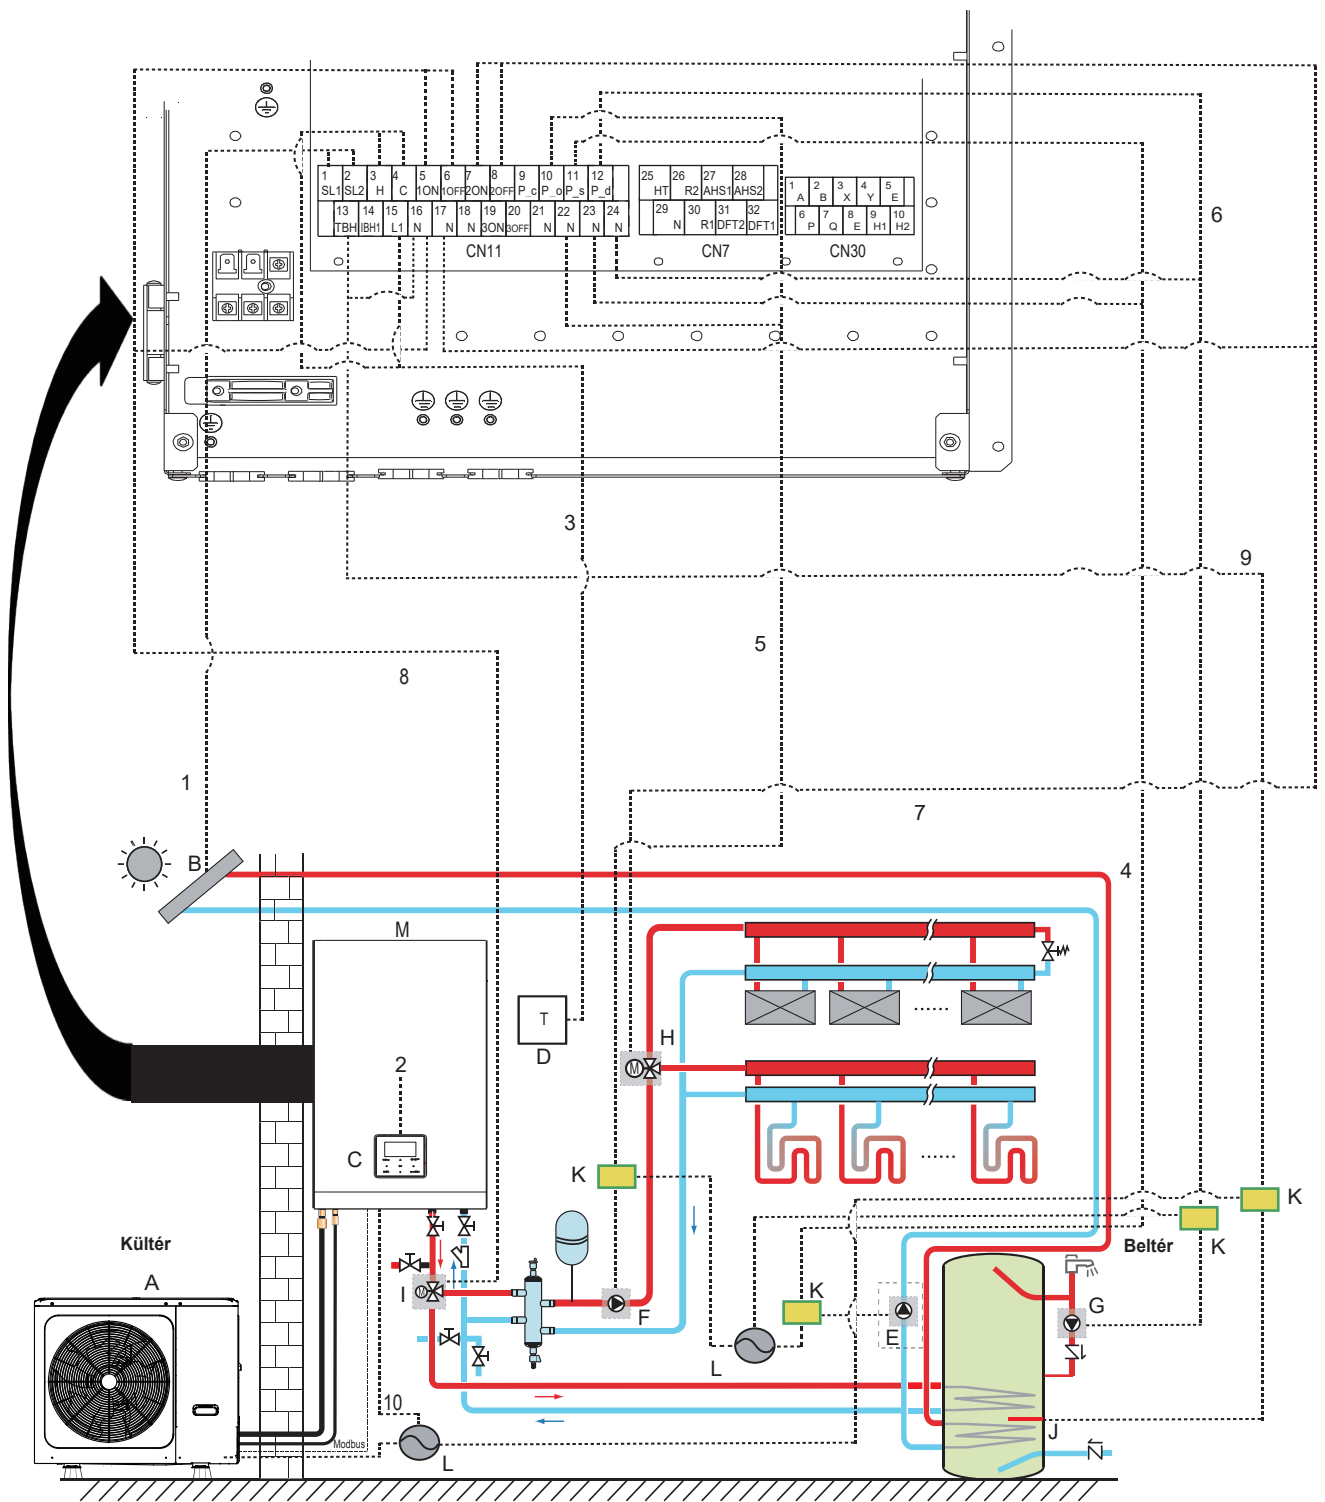 1 2 3 4 5 6 7 8 9 10 11 12
SL1 SL2 H C 1ON 1OFF 2ON 2OFF P_c P_o P_s P_d
13 14 15 16 17 18 19 20 21 22 23 24
TBH IBH1 L1 N N N 3ON 3OFF N N N N
CN11
25 26 27 28
HT R2 AHS1 AHS2
29 30 31 32
N R1 DFT2 DFT1
CN7
1 2 3 4 5
A B X Y E
6 7 8 9 10
P Q E H1 H2
CN30
6
3
9
5
8
1
7
4
B
M
T
D
H
2
C
K
K
K
Kültér
Beltér
A
I
F
K
E
G
L
10
J
Modbus
L
M
M